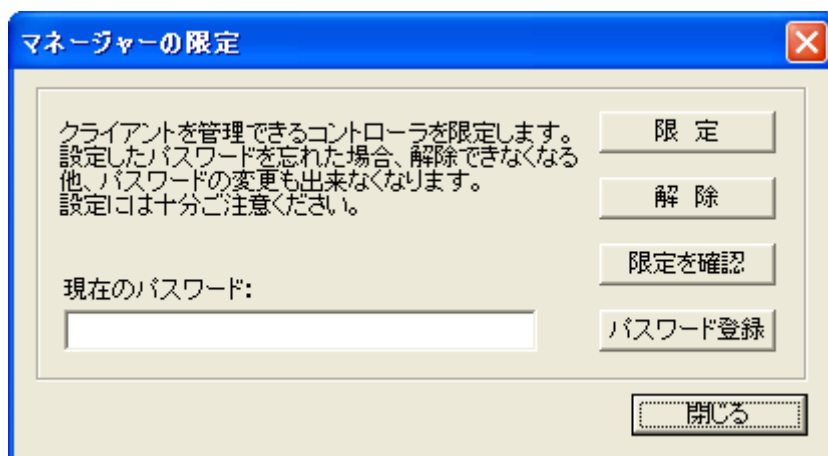 マネージャーの限定
クライアントを管理できるコントローラを限定します。
設定したパスワードを忘れた場合、解除できなくなる
他、パスワードの変更も出来なくなります。
設定には十分ご注意ください。
現在のパスワード:
限 定
解 除
限定を確認
パスワード登録
閉じる